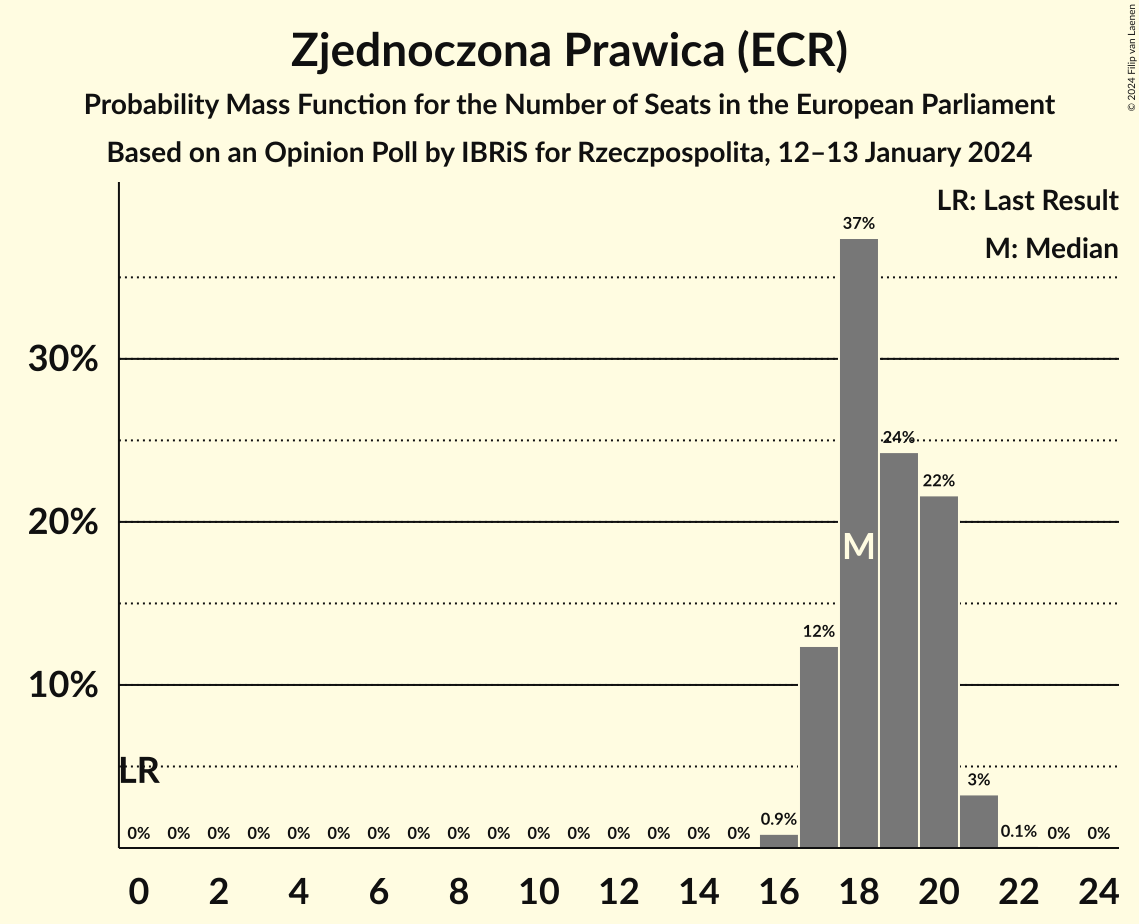 Zjednoczona Prawica (ECR)
Probability Mass Function for the Number of Seats in the European Parliament
Based on an Opinion Poll by IBRiS for Rzeczpospolita, 12–13 January 2024
© 2024 Filip van Laenen
LR: Last Result
M: Median
37%
30%
24%
22%
20%
M
12%
10%
LR
3%
0% 0% 0% 0% 0% 0% 0% 0% 0% 0% 0% 0% 0% 0% 0% 0% 0.9% 0.1% 0% 0%
0 2 4 6 8 10 12 14 16 18 20 22 24